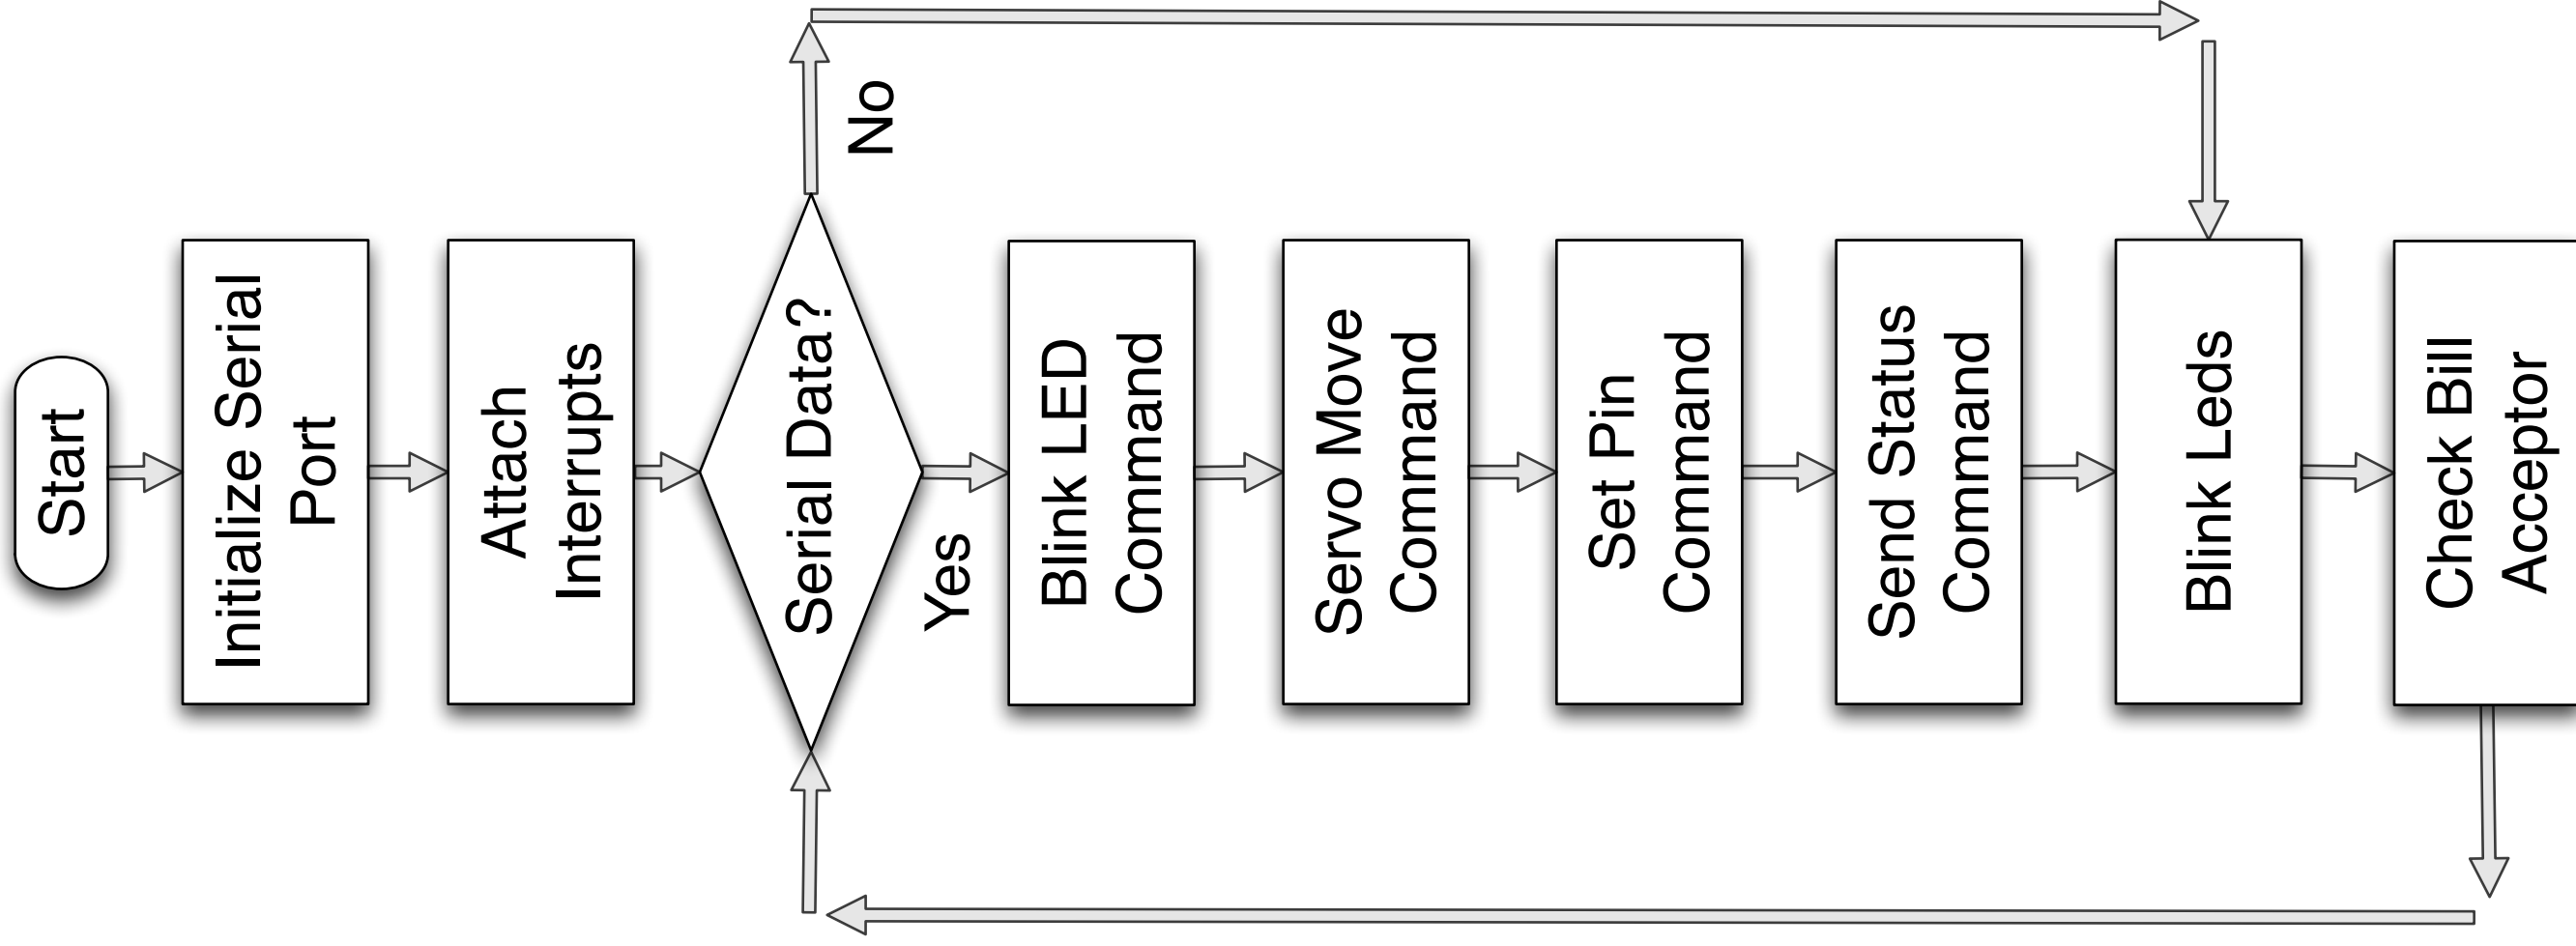 Start
Initialize Serial
Port
Attach
Interrupts
Serial Data?
No
Yes
Blink LED
Command
Servo Move
Command
Set Pin
Command
Send Status
Command
Blink Leds
Check Bill
Acceptor